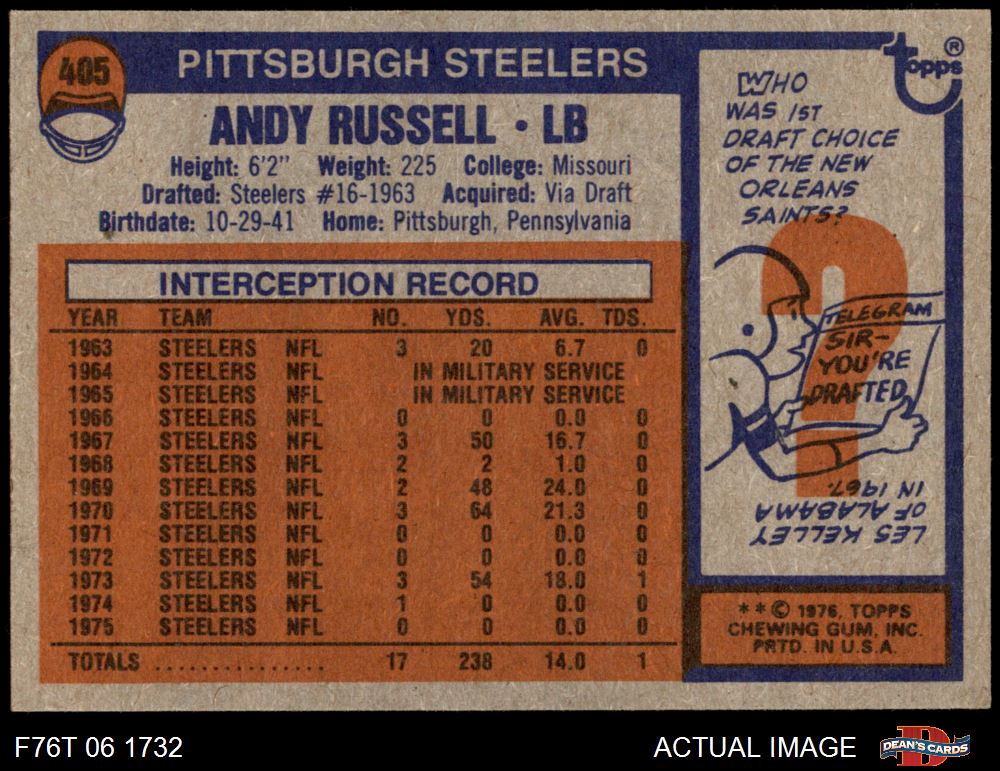 405
PITTSBURGH STEELERS
ANDY RUSSELL • LB
Height: 6'2" Weight: 225 College: Missouri
Drafted: Steelers #16-1963 Acquired: Via Draft
Birthdate: 10-29-41 Home: Pittsburgh, Pennsylvania
INTERCEPTION RECORD
YEAR TEAM NO. YDS. AVG. TDS.
1963 STEELERS NFL 3 20 6.7 0
1964 STEELERS NFL IN MILITARY SERVICE
1965 STEELERS NFL IN MILITARY SERVICE
1966 STEELERS NFL 0 0 0.0 0
1967 STEELERS NFL 3 50 16.7 0
1968 STEELERS NFL 2 2 1.0 0
1969 STEELERS NFL 2 48 24.0 0
1970 STEELERS NFL 3 64 21.3 0
1971 STEELERS NFL 0 0 0.0 0
1972 STEELERS NFL 0 0 0.0 0
1973 STEELERS NFL 3 54 18.0 1
1974 STEELERS NFL 1 0 0.0 0
1975 STEELERS NFL 0 0 0.0 0
TOTALS ............... 17 238 14.0 1
topps ®
WHO
WAS 1ST
DRAFT CHOICE
OF THE NEW
ORLEANS
SAINTS?
?
TELEGRAM
SIR-
YOU'RE
DRAFTED
LES KELLEY
OF ALABAMA
IN 1967.
**© 1976, TOPPS
CHEWING GUM, INC.
PRTD. IN U.S.A.
F76T 06 1732
ACTUAL IMAGE
DEAN'S CARDS